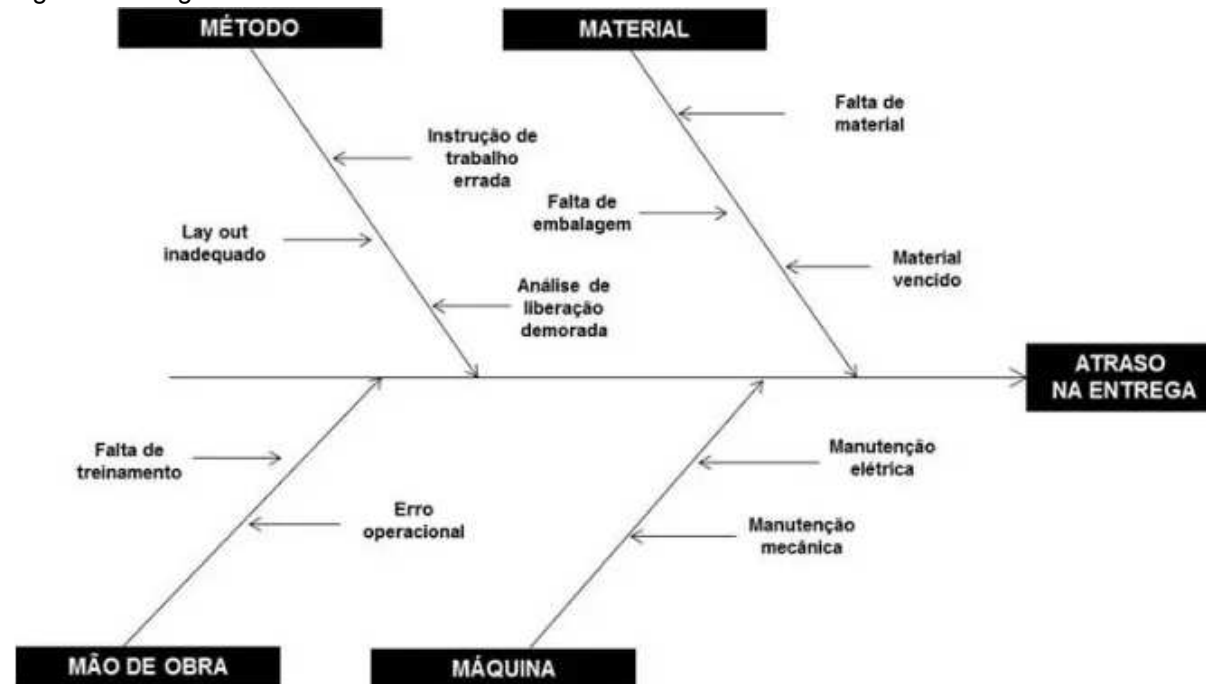 MÉTODO
MATERIAL
Falta de
material
Instrução de
trabalho
errada
Falta de
embalagem
Lay out
inadequado
Material
vencido
Análise de
liberação
demorada
ATRASO
NA ENTREGA
Falta de
treinamento
Manutenção
elétrica
Erro
operacional
Manutenção
mecânica
MÃO DE OBRA
MÁQUINA